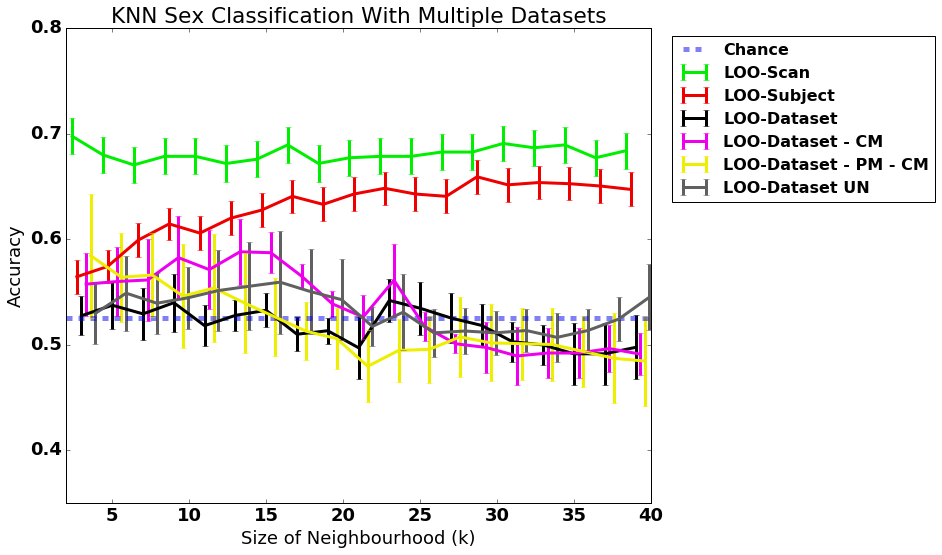 KNN Sex Classification With Multiple Datasets
0.8
0.7
0.6
0.5
0.4
Accuracy
5 10 15 20 25 30 35 40
Size of Neighbourhood (k)
Chance
LOO-Scan
LOO-Subject
LOO-Dataset
LOO-Dataset - CM
LOO-Dataset - PM - CM
LOO-Dataset UN